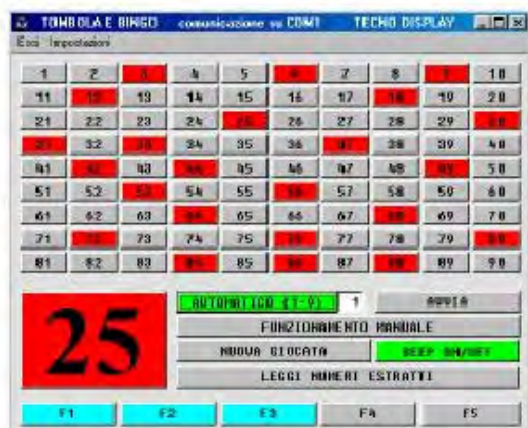 TOMBOLA E BINGO comunicazione su COM1 TECNO DISPLAY
Esci Impostazioni
1 2 3 4 5 6 7 8 9 10
11 12 13 14 15 16 17 18 19 20
21 22 23 24 25 26 27 28 29 30
31 32 33 34 35 36 37 38 39 40
41 42 43 44 45 46 47 48 49 50
51 52 53 54 55 56 57 58 59 60
61 62 63 64 65 66 67 68 69 70
71 72 73 74 75 76 77 78 79 80
81 82 83 84 85 86 87 88 89 90
25
AUTOMATICO (1-9) 1 AVVIA
FUNZIONAMENTO MANUALE
NUOVA GIOCATA BEEP ON/OFF
LEGGI NUMERI ESTRATTI
F1 F2 F3 F4 F5